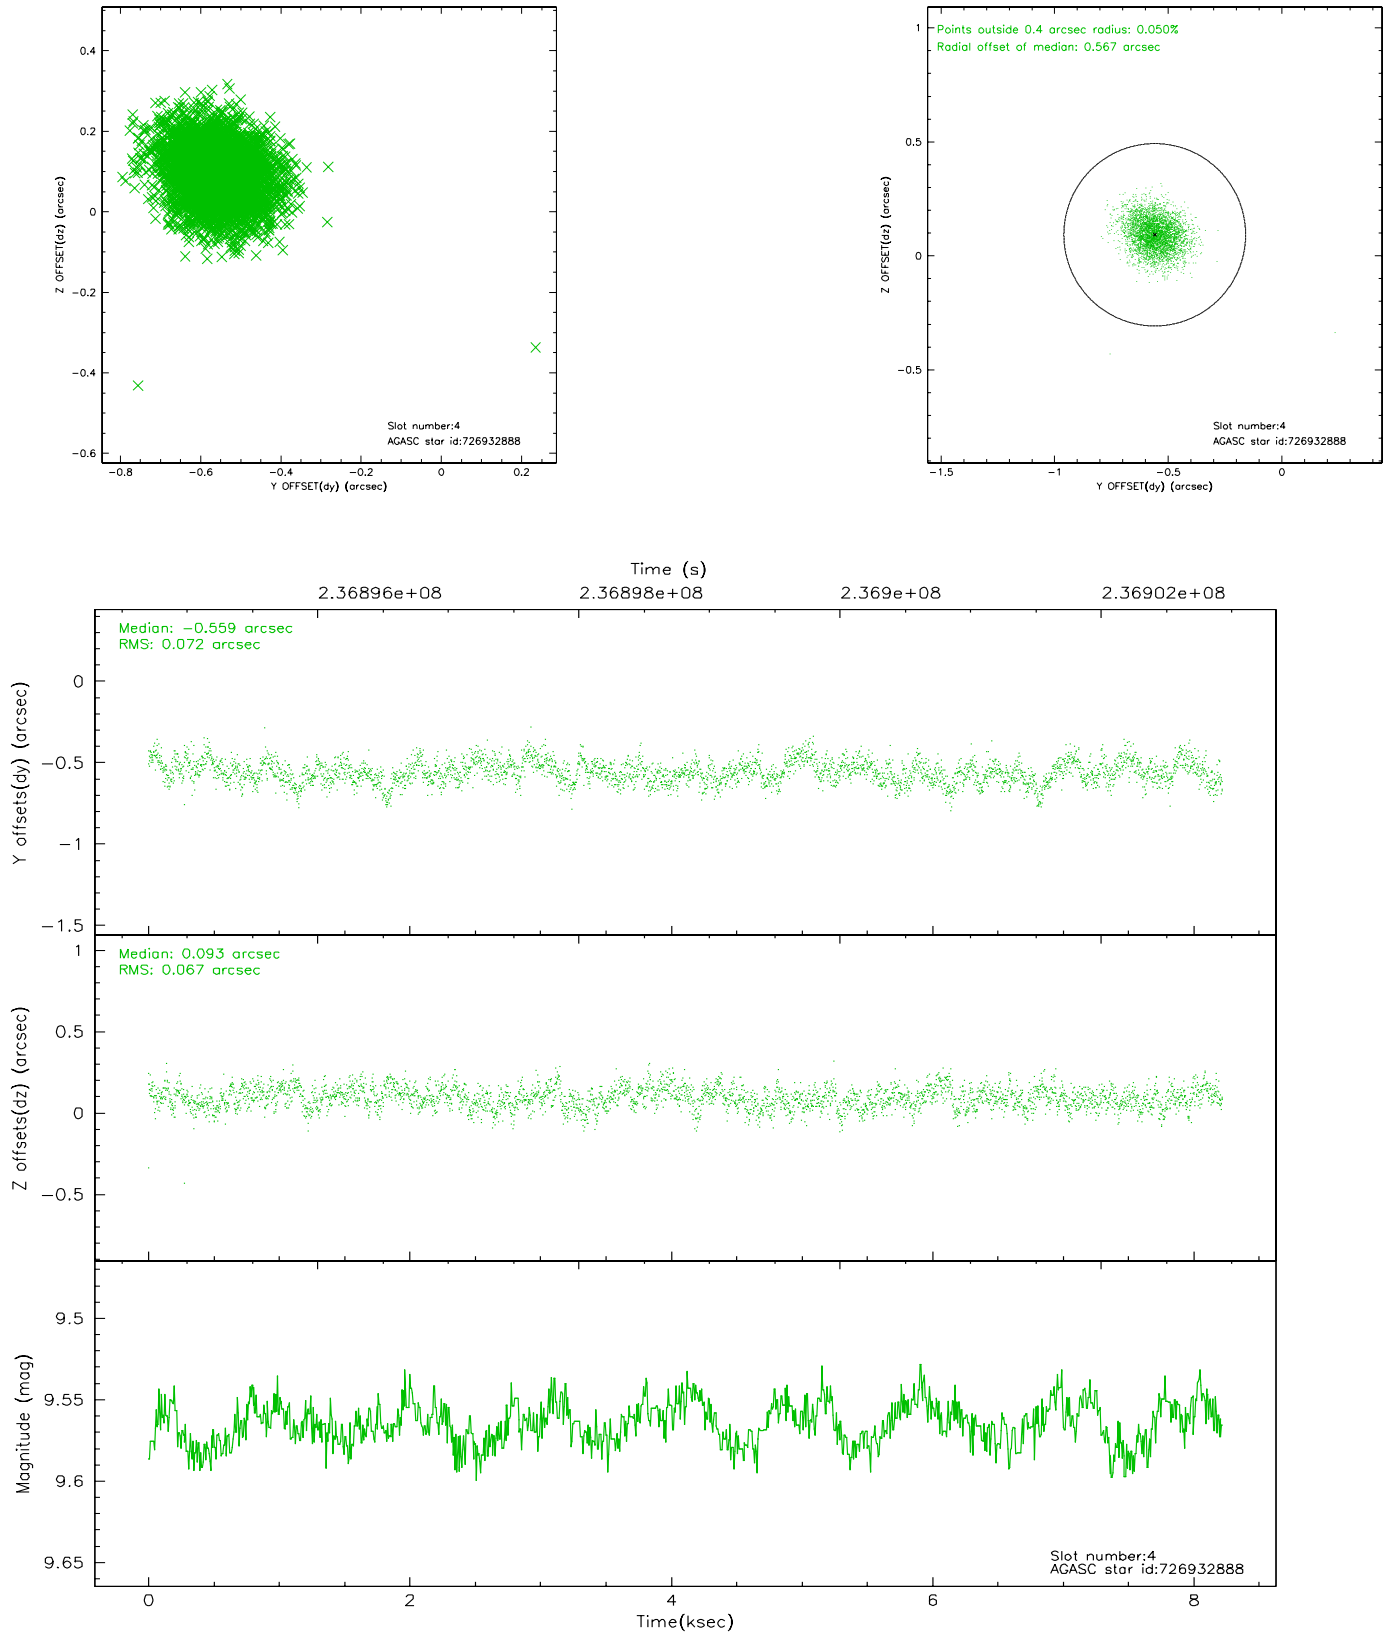 0.4
0.2
0
-0.2
-0.4
-0.6
Z OFFSET(dz) (arcsec)
Slot number:4
AGASC star id:726932888
-0.8 -0.6 -0.4 -0.2 0 0.2
Y OFFSET(dy) (arcsec)
Points outside 0.4 arcsec radius: 0.050%
Radial offset of median: 0.567 arcsec
1
0.5
0
-0.5
Z OFFSET(dz) (arcsec)
Slot number:4
AGASC star id:726932888
-1.5 -1 -0.5 0
Y OFFSET(dy) (arcsec)
Time (s)
2.36896e+08 2.36898e+08 2.369e+08 2.36902e+08
Median: -0.559 arcsec
RMS: 0.072 arcsec
0
-0.5
-1
-1.5
Y offsets(dy) (arcsec)
Median: 0.093 arcsec
RMS: 0.067 arcsec
1
0.5
0
-0.5
Z offsets(dz) (arcsec)
9.5
9.55
9.6
9.65
Magnitude (mag)
Slot number:4
AGASC star id:726932888
0 2 4 6 8
Time(ksec)